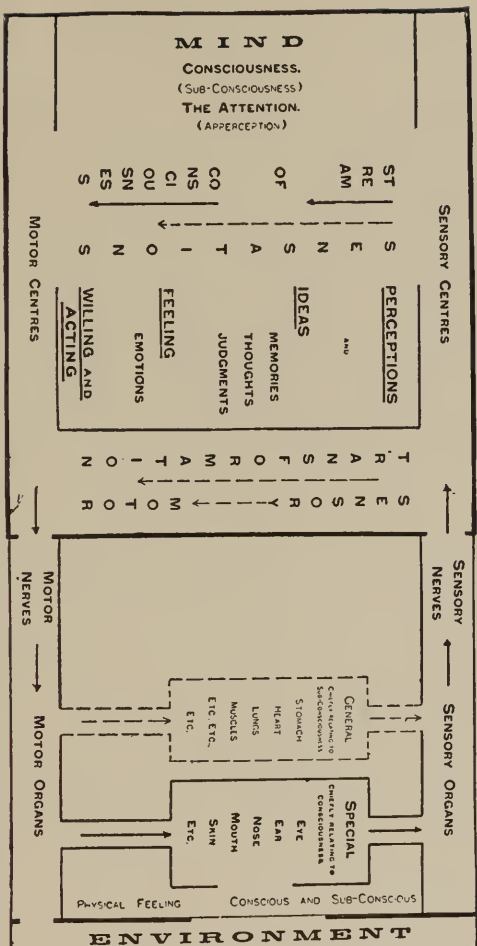 MIND
CONSCIOUSNESS.
(SUB-CONSCIOUSNESS)
THE ATTENTION.
(APPERCEPTION)
SENSORY CENTRES
STREAM OF CONSCIOUSNESS
SENSATIONS
PERCEPTIONS
AND
IDEAS
MEMORIES
THOUGHTS
JUDGMENTS
FEELING
EMOTIONS
WILLING AND
ACTING
MOTOR CENTRES
TRANSFORMATION
SENSORY MOTOR
SENSORY
NERVES
MOTOR
NERVES
SENSORY ORGANS
GENERAL
CHIEFLY RELATING TO
SUB-CONSCIOUSNESS
STOMACH
HEART
LUNGS
MUSCLES
ETC. ETC.
ETC.
SPECIAL
CHIEFLY RELATING TO
CONSCIOUSNESS
EYE
EAR
NOSE
MOUTH
SKIN
ETC.
MOTOR ORGANS
PHYSICAL FEELING
CONSCIOUS AND SUB-CONSCIOUS
ENVIRONMENT